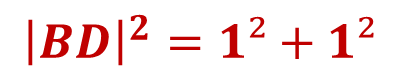 |BD|² = 1² + 1²